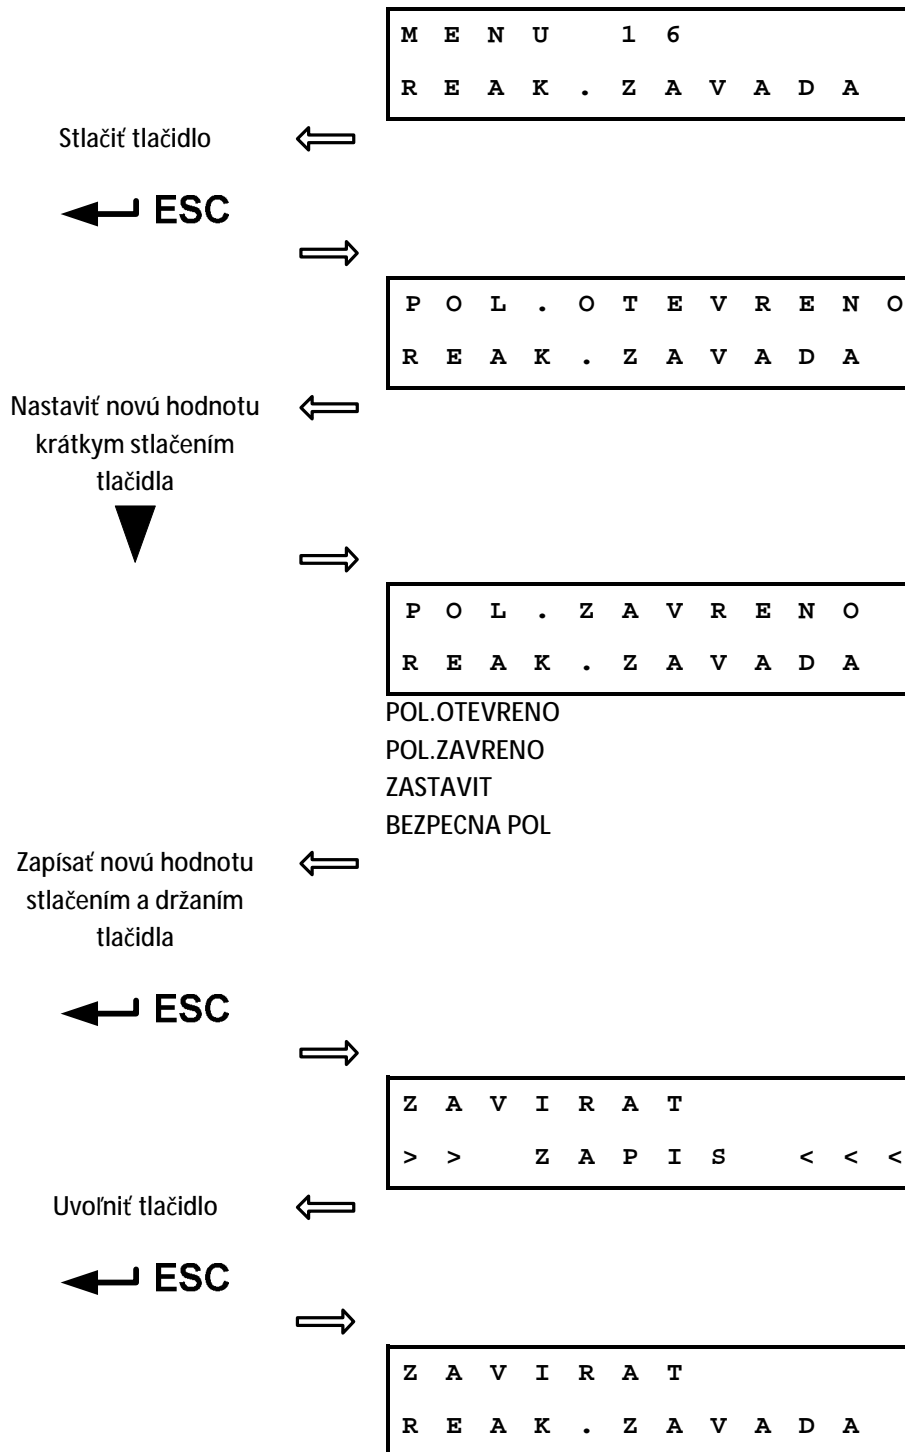 MENU 16
REAK.ZAVADA
Stlačiť tlačidlo
ESC
POL.OTEVRENO
REAK.ZAVADA
Nastaviť novú hodnotu
krátkym stlačením
tlačidla
POL.ZAVRENO
REAK.ZAVADA
POL.OTEVRENO
POL.ZAVRENO
ZASTAVIT
BEZPECNA POL
Zapísať novú hodnotu
stlačením a držaním
tlačidla
ESC
ZAVIRAT
>> ZAPIS <<<
Uvoľniť tlačidlo
ESC
ZAVIRAT
REAK.ZAVADA